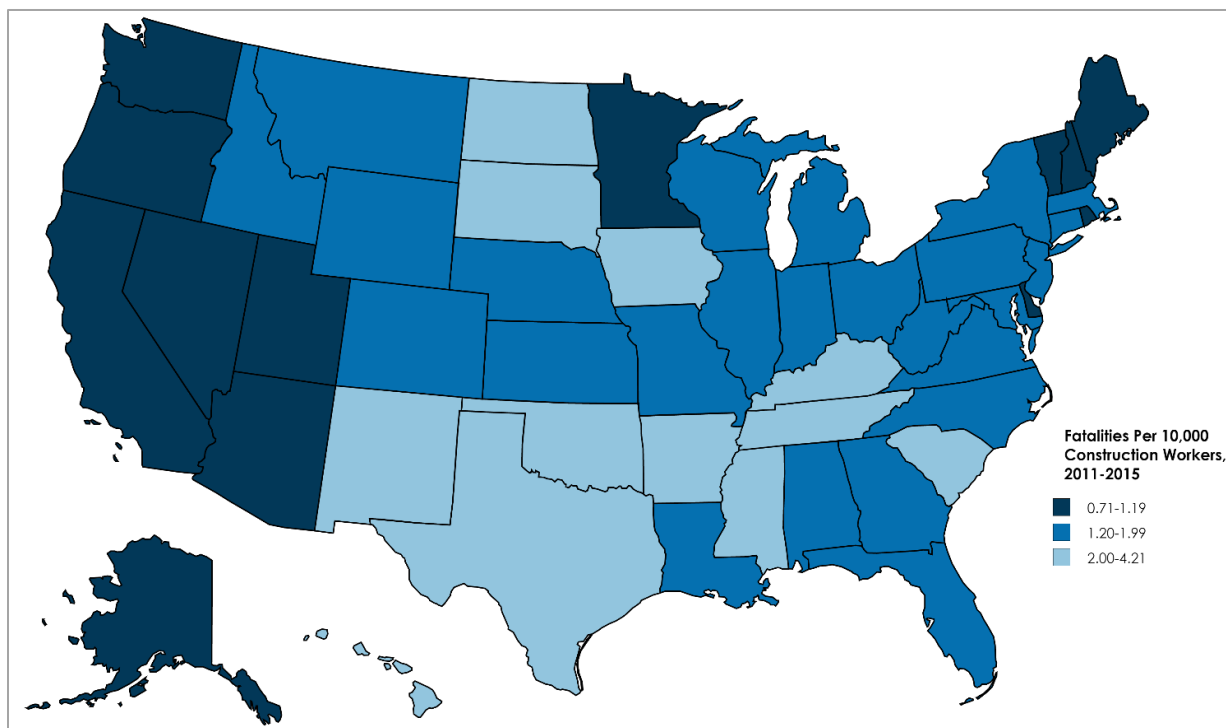 Fatalities Per 10,000
Construction Workers,
2011-2015
0.71-1.19
1.20-1.99
2.00-4.21